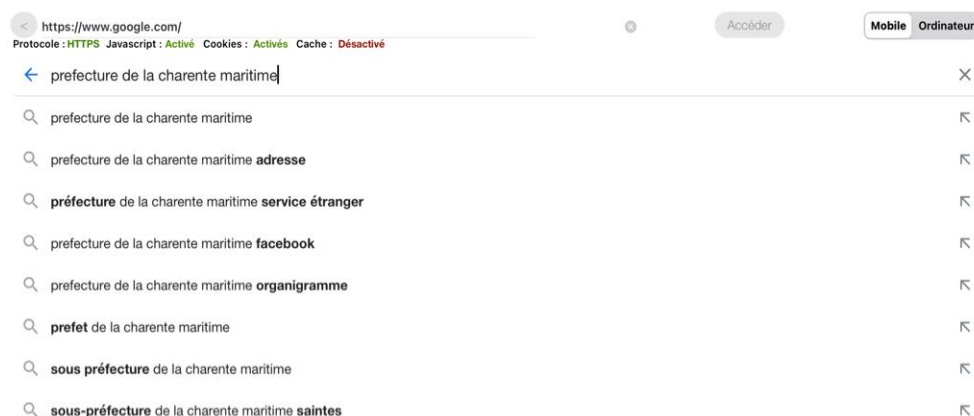 < https://www.google.com/ Accéder Mobile Ordinateur
Protocole : HTTPS Javascript : Activé Cookies : Activés Cache : Désactivé
prefecture de la charente maritime
prefecture de la charente maritime
prefecture de la charente maritime adresse
préfecture de la charente maritime service étranger
prefecture de la charente maritime facebook
prefecture de la charente maritime organigramme
prefet de la charente maritime
sous préfecture de la charente maritime
sous-préfecture de la charente maritime saintes